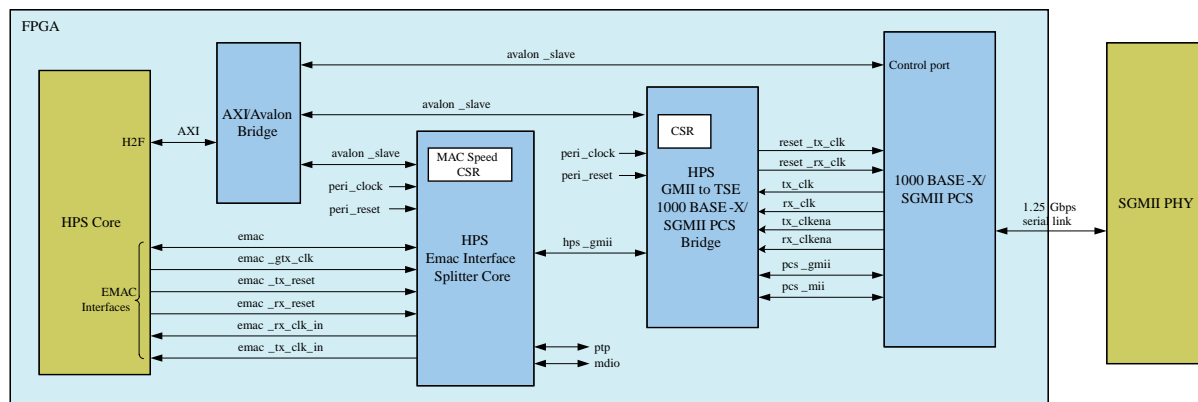 FPGA
HPS Core
H2F
EMAC
Interfaces
AXI
AXI/Avalon
Bridge
avalon _slave
avalon _slave
avalon _slave
peri_clock
peri_reset
emac
emac _gtx_clk
emac _tx_reset
emac _rx_reset
emac _rx_clk_in
emac _tx_clk_in
MAC Speed
CSR
HPS
Emac Interface
Splitter Core
hps _gmii
ptp
mdio
peri_clock
peri_reset
CSR
HPS
GMII to TSE
1000 BASE -X/
SGMII PCS
Bridge
reset _tx_clk
reset _rx_clk
tx_clk
rx_clk
tx_clkena
rx_clkena
pcs _gmii
pcs _mii
Control port
1000 BASE -X/
SGMII PCS
1.25 Gbps
serial link
SGMII PHY